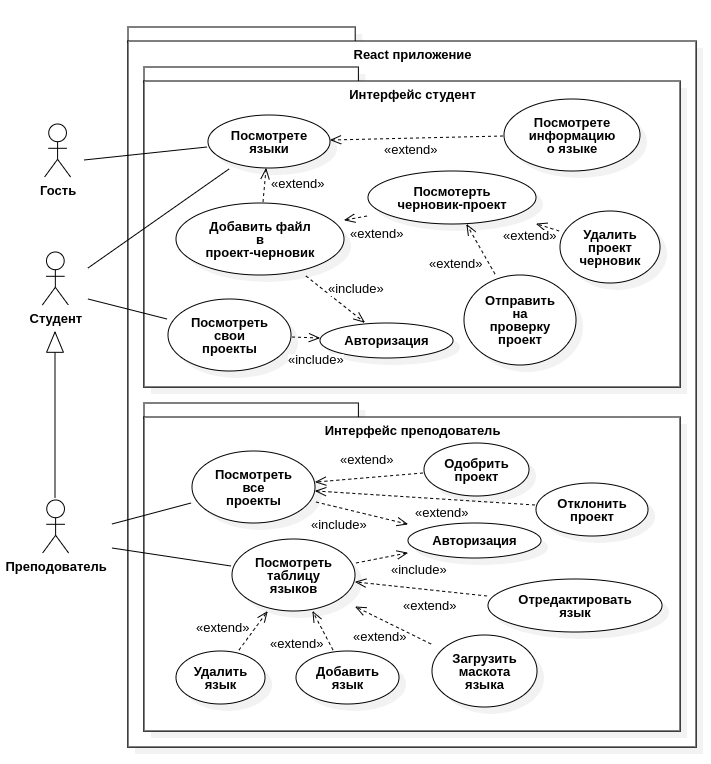 React приложение
Интерфейс студент
Посмотрете
языки
Посмотрете
информацию
о языке
«extend»
Гость
«extend»
Посмотерть
черновик-проект
Добавить файл
в
проект-черновик
«extend»
«extend»
Удалить
проект
черновик
«extend»
Студент
«include»
Отправить
на
проверку
проект
Посмотреть
свои
проекты
Авторизация
«include»
Интерфейс преподователь
«extend»
Одобрить
проект
Посмотреть
все
проекты
Отклонить
проект
«extend»
«include»
Авторизация
Преподователь
Посмотреть
таблицу
языков
«include»
Отредактировать
язык
«extend»
«extend»
«extend»
«extend»
Удалить
язык
Добавить
язык
Загрузить
маскота
языка